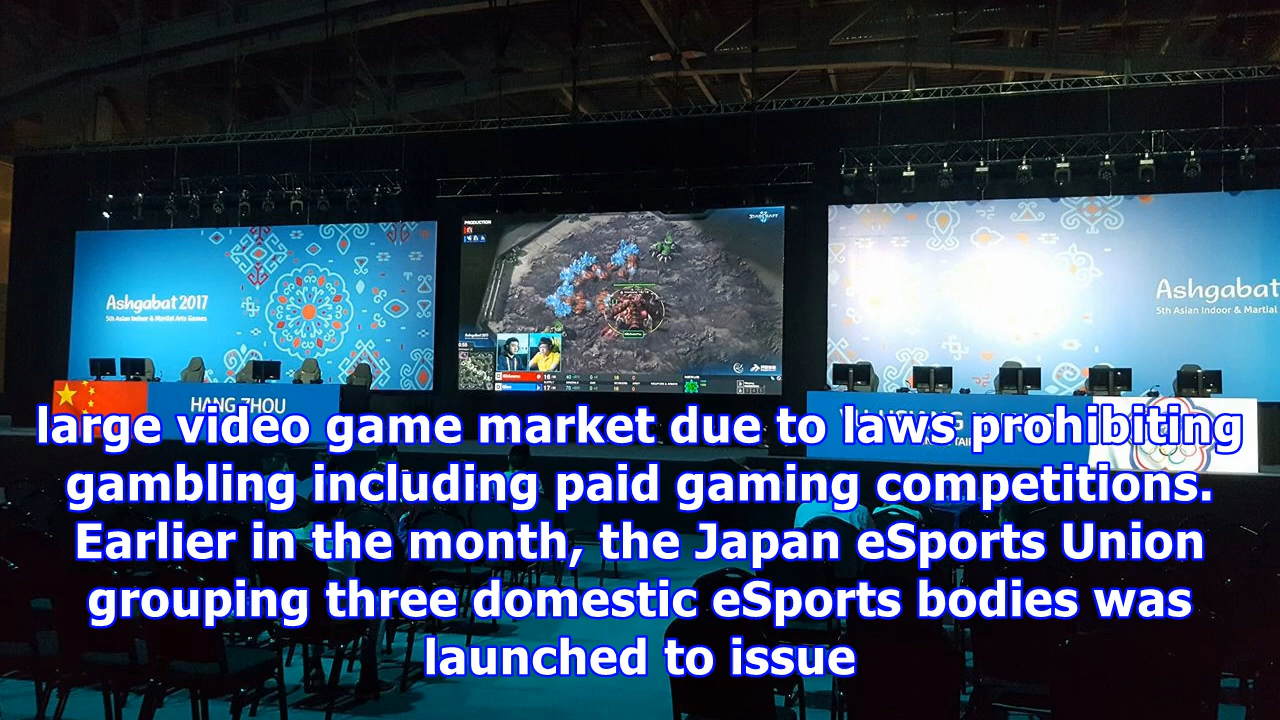 PRODUCTION
STARCRAFT
Ashgabat 2017
5th Asian Indoor & Martial Arts Games
Ashgabat
5th Asian Indoor & Martial
HANG ZHOU
large video game market due to laws prohibiting
gambling including paid gaming competitions.
Earlier in the month, the Japan eSports Union
grouping three domestic eSports bodies was
launched to issue